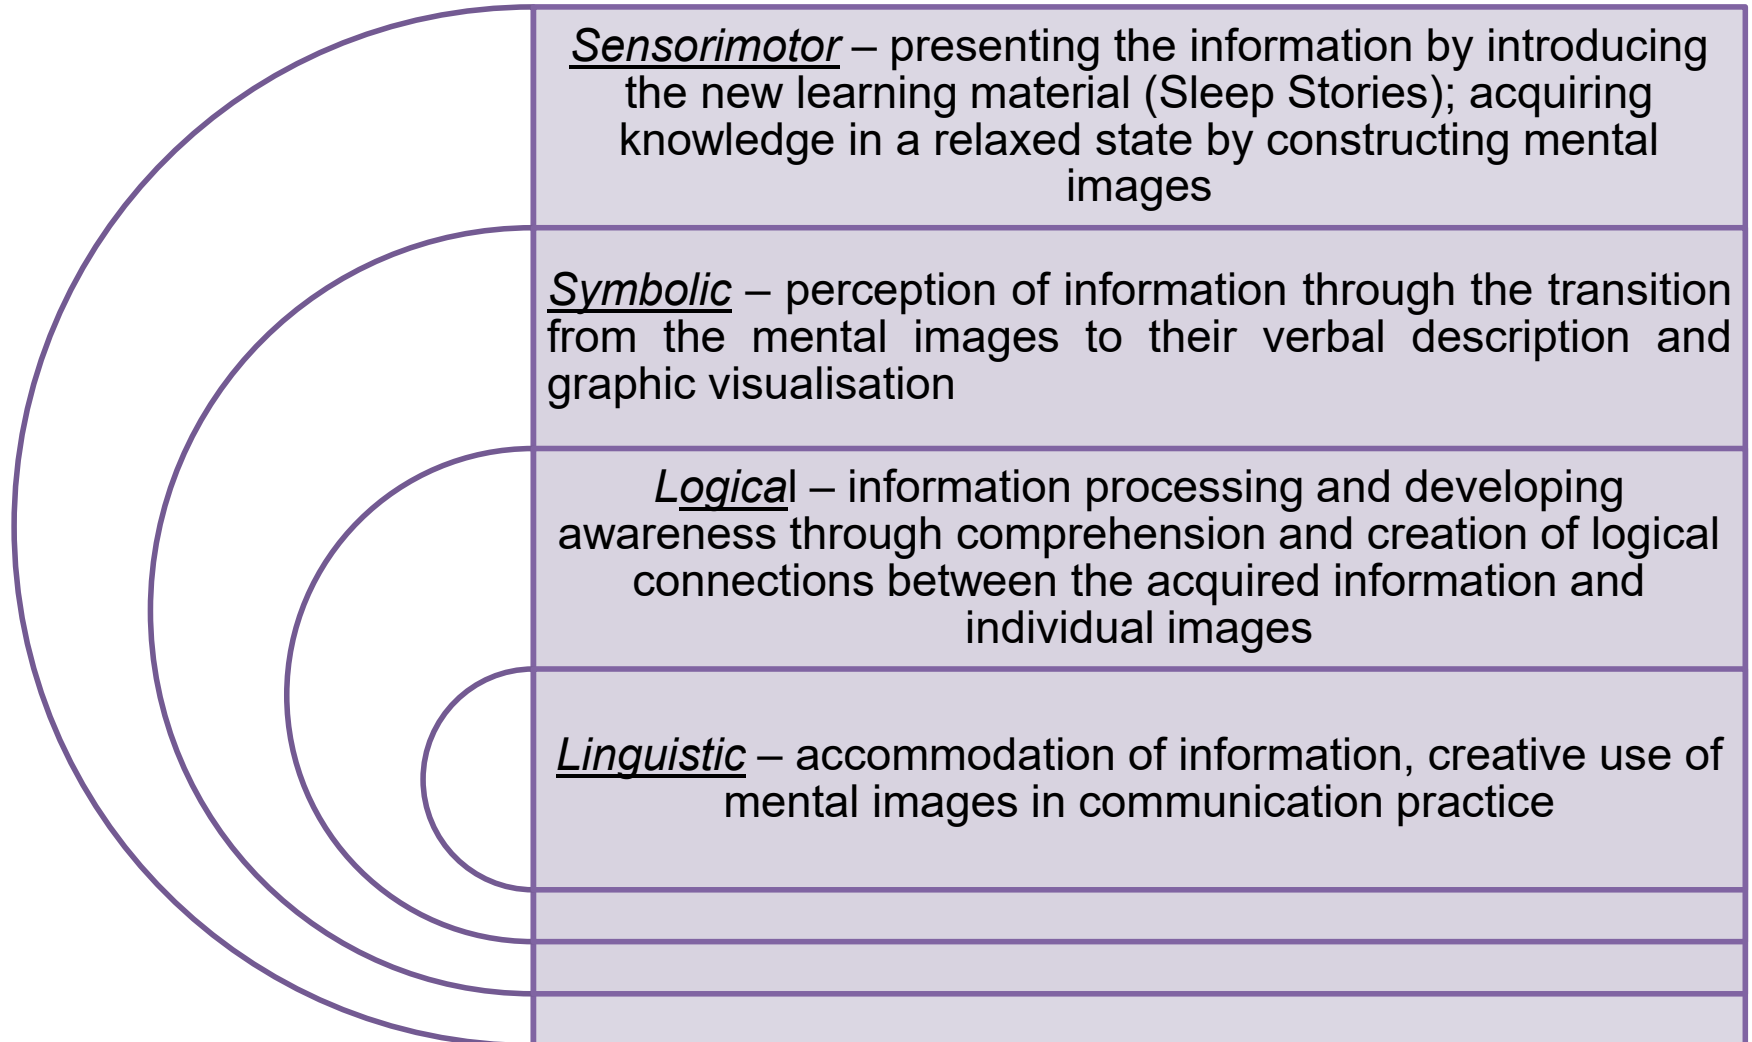 Sensorimotor – presenting the information by introducing
the new learning material (Sleep Stories); acquiring
knowledge in a relaxed state by constructing mental
images
Symbolic – perception of information through the transition
from the mental images to their verbal description and
graphic visualisation
Logical – information processing and developing
awareness through comprehension and creation of logical
connections between the acquired information and
individual images
Linguistic – accommodation of information, creative use of
mental images in communication practice